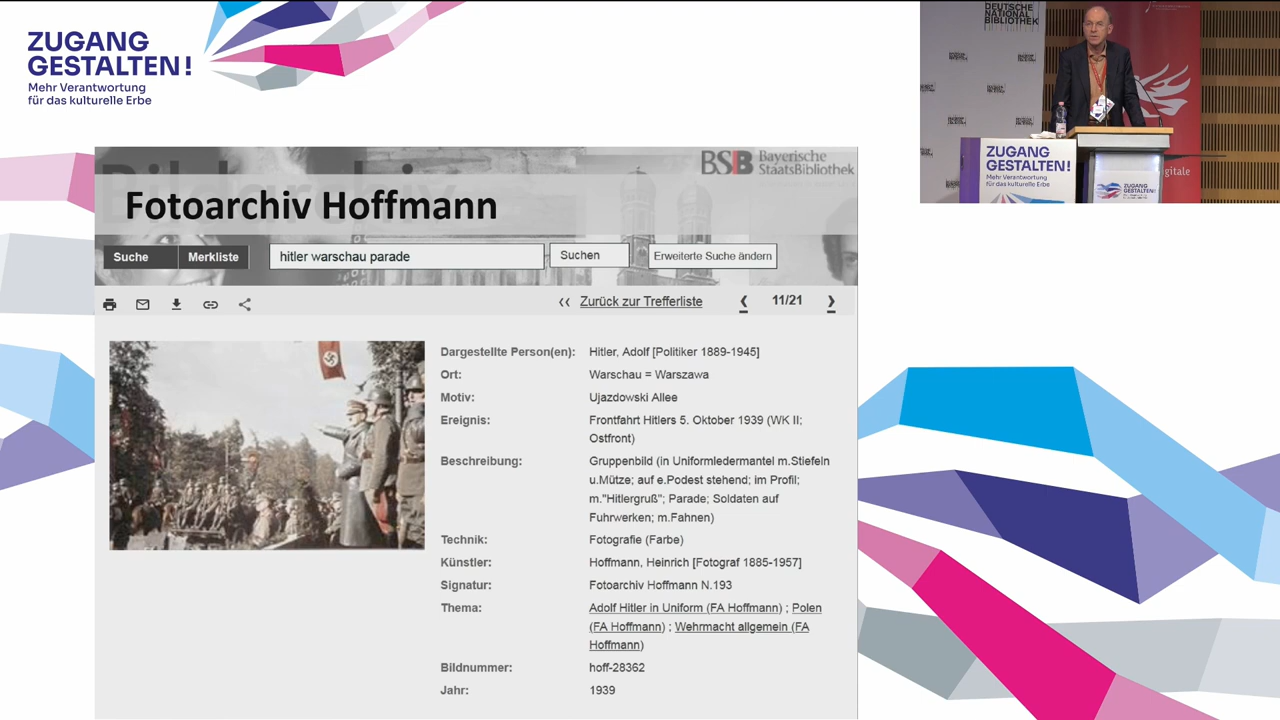 ZUGANG
GESTALTEN!
Mehr Verantwortung
für das kulturelle Erbe
DEUTSCHE
NATIONAL
BIBLIOTHEK
ZUGANG
GESTALTEN!
Mehr Verantwortung
für das kulturelle Erbe
ZUGANG
GESTALTEN!
Bildarchiv
BSB Bayerische
StaatsBibliothek
Fotoarchiv Hoffmann
Suche Merkliste hitler warschau parade Suchen Erweiterte Suche ändern
‹‹ Zurück zur Trefferliste ‹ 11/21 ›
Dargestellte Person(en): Hitler, Adolf [Politiker 1889-1945]
Ort: Warschau = Warszawa
Motiv: Ujazdowski Allee
Ereignis: Frontfahrt Hitlers 5. Oktober 1939 (WK II;
Ostfront)
Beschreibung: Gruppenbild (in Uniformledermantel m.Stiefeln
u.Mütze; auf e.Podest stehend; im Profil;
m."Hitlergruß"; Parade; Soldaten auf
Fuhrwerken; m.Fahnen)
Technik: Fotografie (Farbe)
Künstler: Hoffmann, Heinrich [Fotograf 1885-1957]
Signatur: Fotoarchiv Hoffmann N.193
Thema: Adolf Hitler in Uniform (FA Hoffmann) ; Polen
(FA Hoffmann) ; Wehrmacht allgemein (FA
Hoffmann)
Bildnummer: hoff-28362
Jahr: 1939